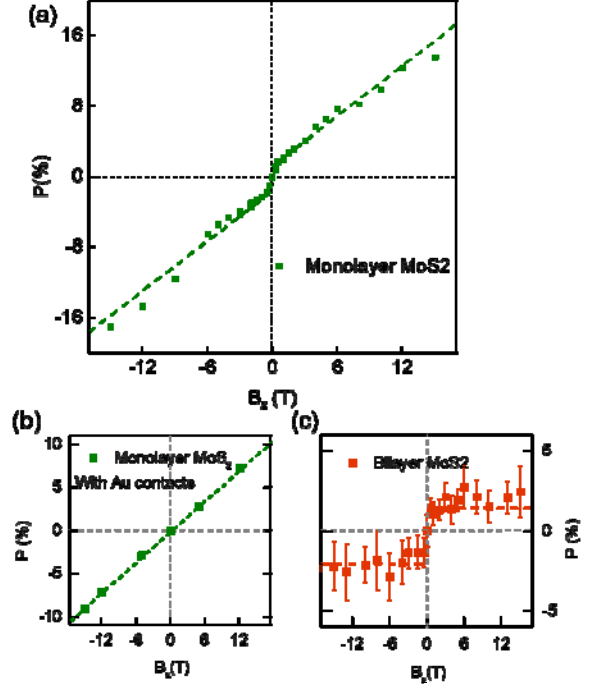 (a)
16
8
0
-8
-16
P(%)
Monolayer MoS2
-12 -6 0 6 12
Bz (T)
(b)
10
5
0
-5
-10
P (%)
Monolayer MoSz
With Au contacts
-12 -6 0 6 12
Bz(T)
(c)
Bilayer MoS2
5
0
-5
P (%)
-12 -6 0 6 12
Bz(T)